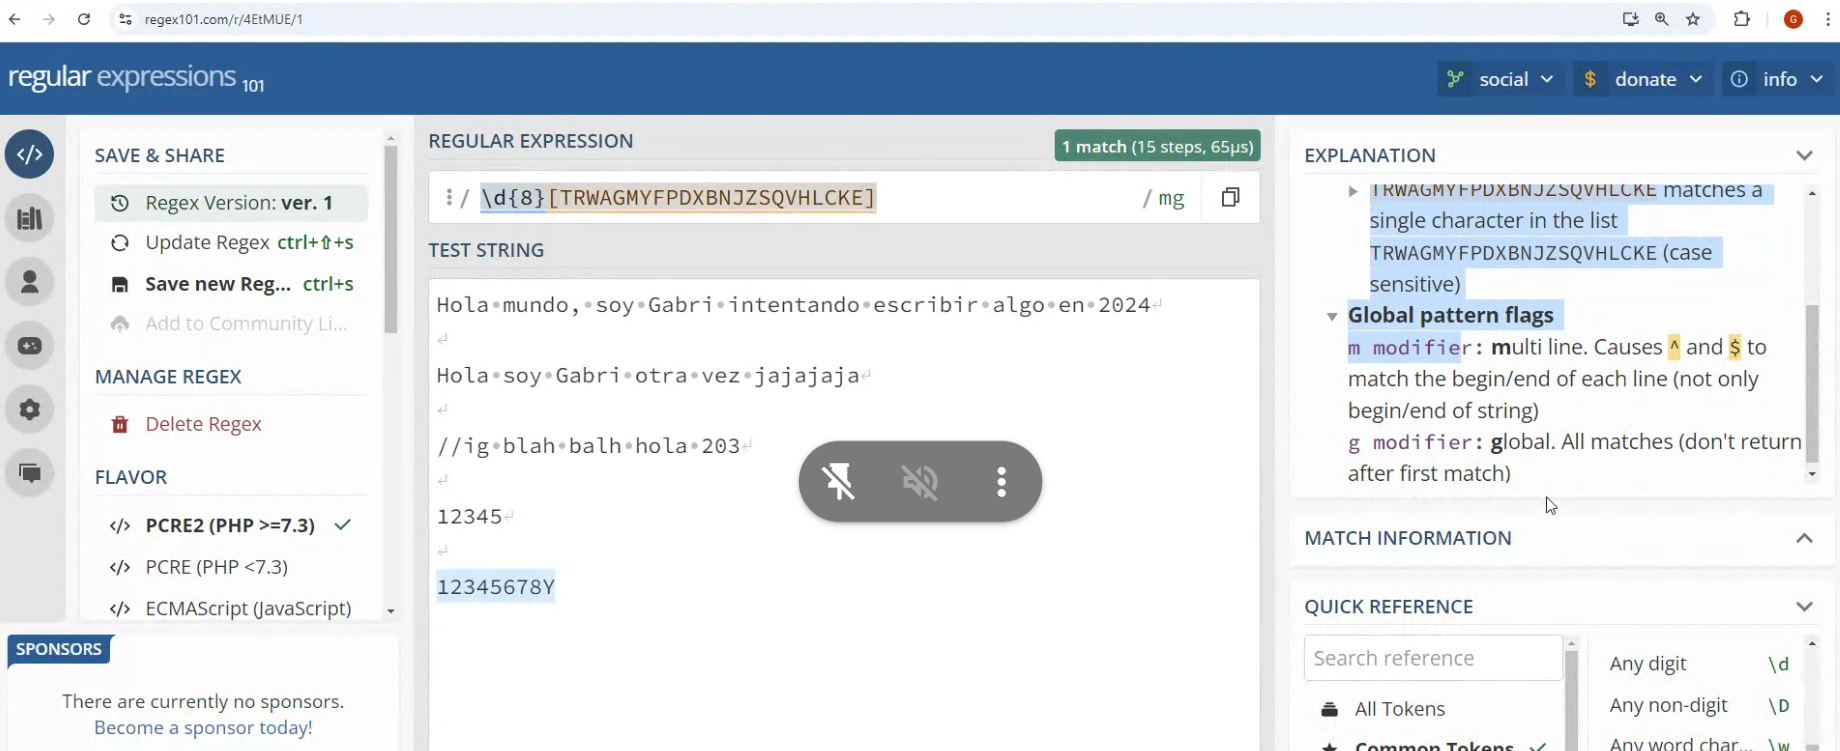 regex101.com/r/4EtMUE/1
G
regular expressions 101
social
$ donate
info
SAVE & SHARE
Regex Version: ver. 1
Update Regex ctrl+⇧+s
Save new Reg... ctrl+s
Add to Community Li...
MANAGE REGEX
Delete Regex
FLAVOR
</> PCRE2 (PHP >=7.3)
</> PCRE (PHP <7.3)
</> ECMAScript (JavaScript)
SPONSORS
There are currently no sponsors.
Become a sponsor today!
REGULAR EXPRESSION
1 match (15 steps, 65µs)
/ \d{8}[TRWAGMYFPDXBNJZSQVHLCKE] / mg
TEST STRING
Hola•mundo,•soy•Gabri•intentando•escribir•algo•en•2024↵
↵
Hola•soy•Gabri•otra•vez•jajajaja↵
↵
//ig•blah•balh•hola•203↵
↵
12345↵
↵
12345678Y
EXPLANATION
TRWAGMYFPDXBNJZSQVHLCKE matches a
single character in the list
TRWAGMYFPDXBNJZSQVHLCKE (case
sensitive)
Global pattern flags
m modifier: multi line. Causes ^ and $ to
match the begin/end of each line (not only
begin/end of string)
g modifier: global. All matches (don't return
after first match)
MATCH INFORMATION
QUICK REFERENCE
Search reference
All Tokens
Common Tokens
Any digit \d
Any non-digit \D
Any word char... \w